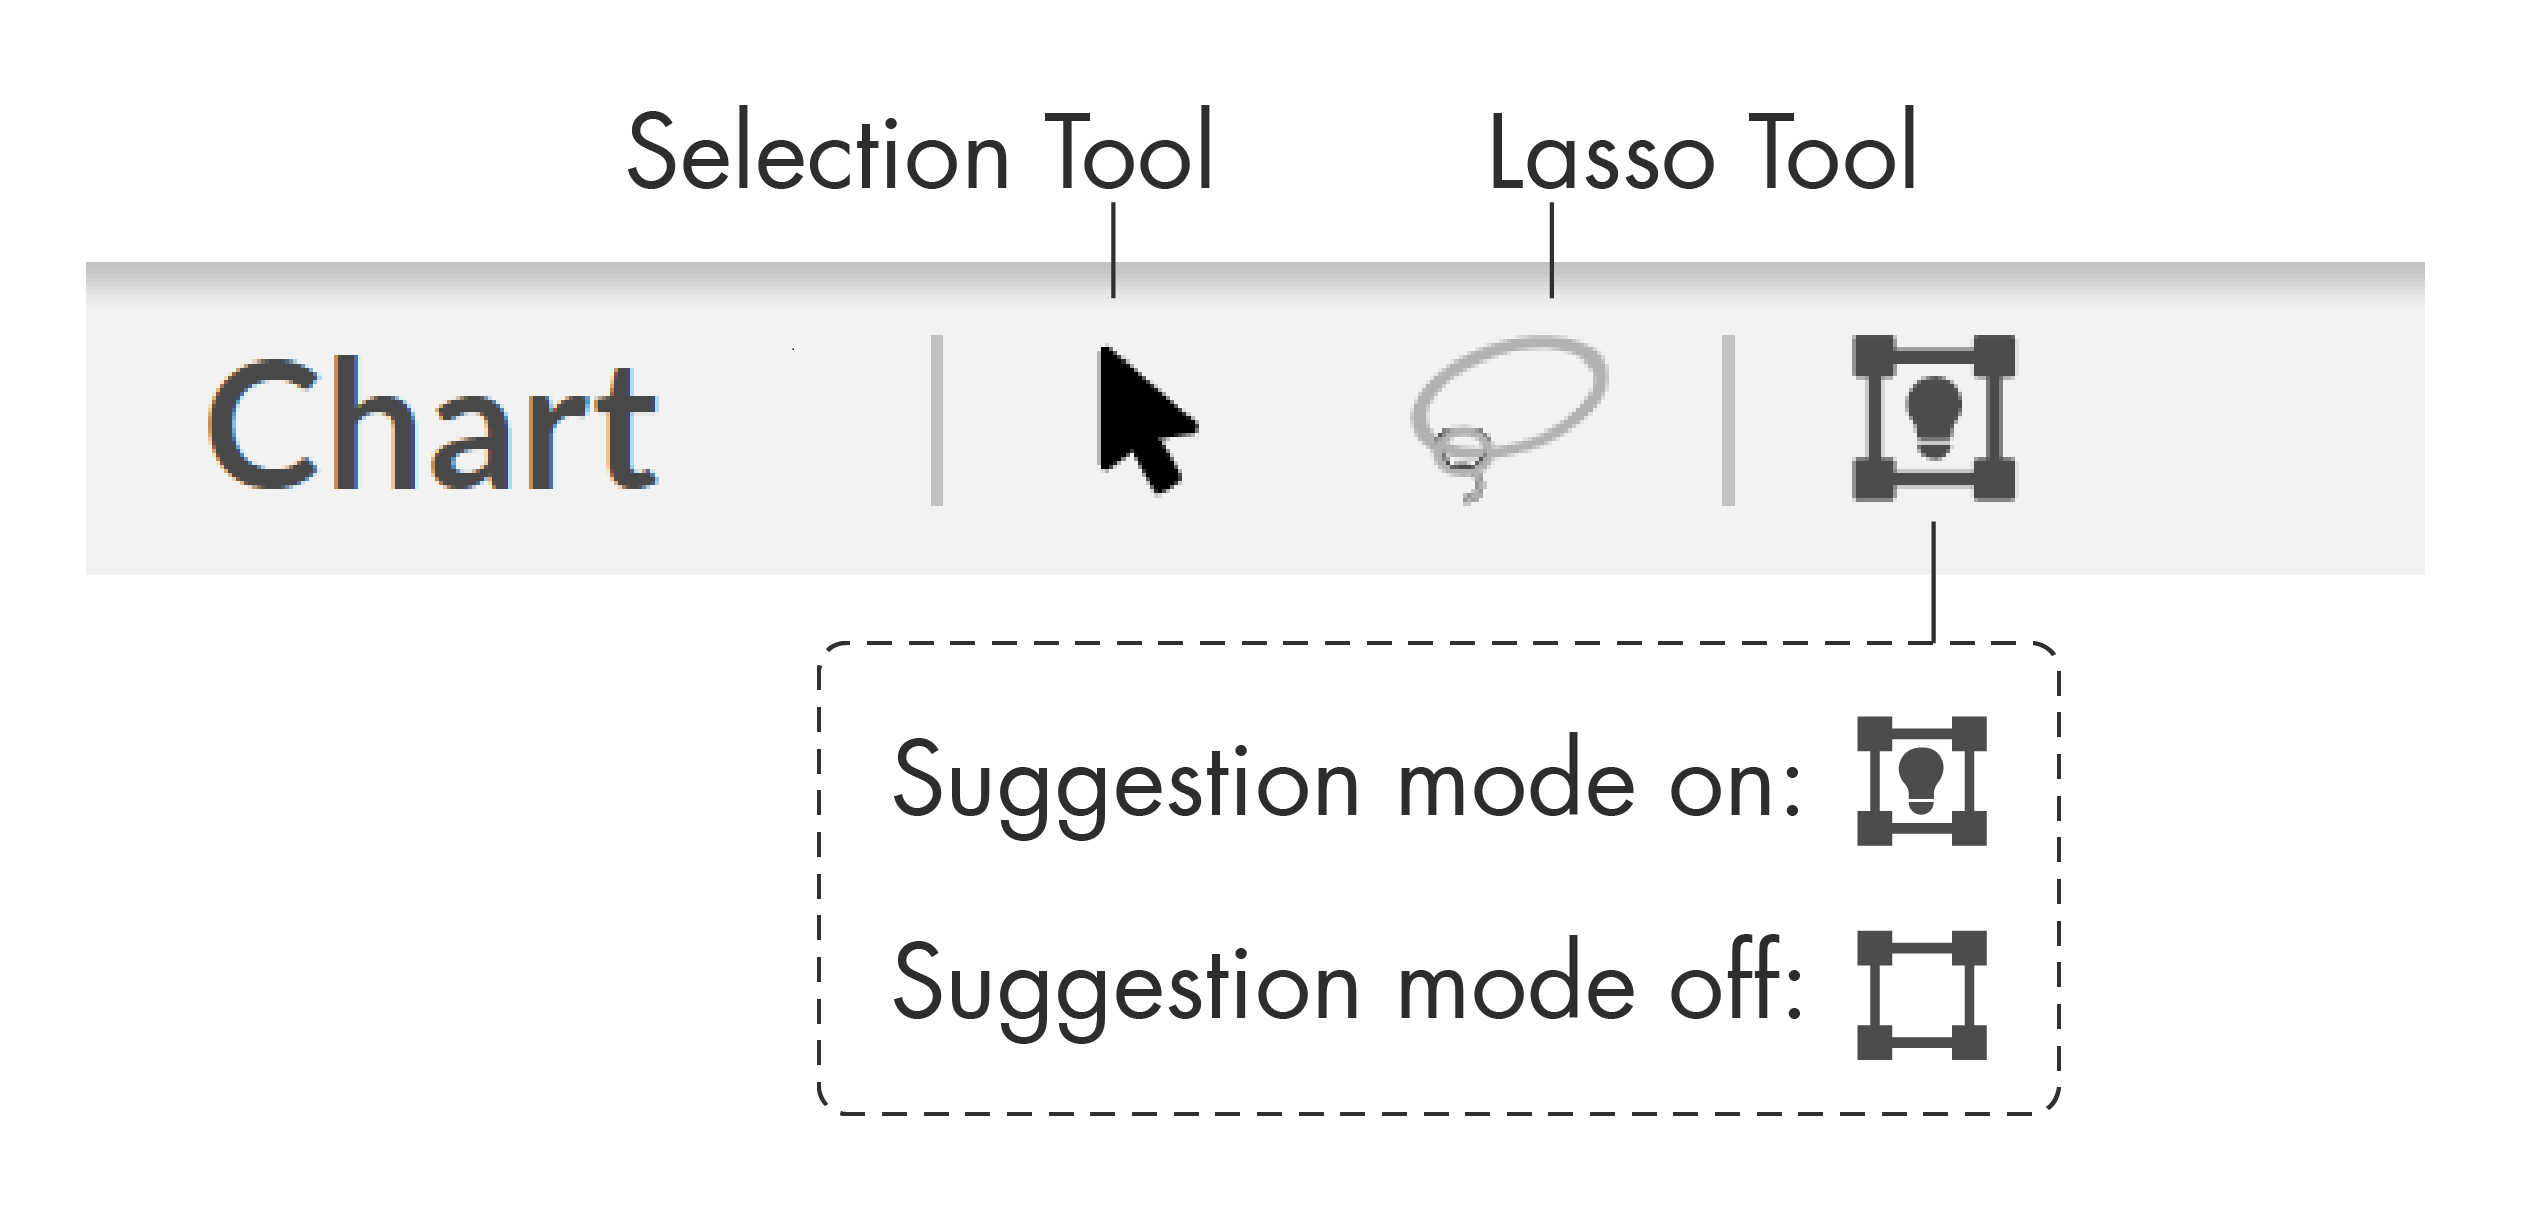 Selection Tool
Lasso Tool
Chart
Suggestion mode on:
Suggestion mode off: